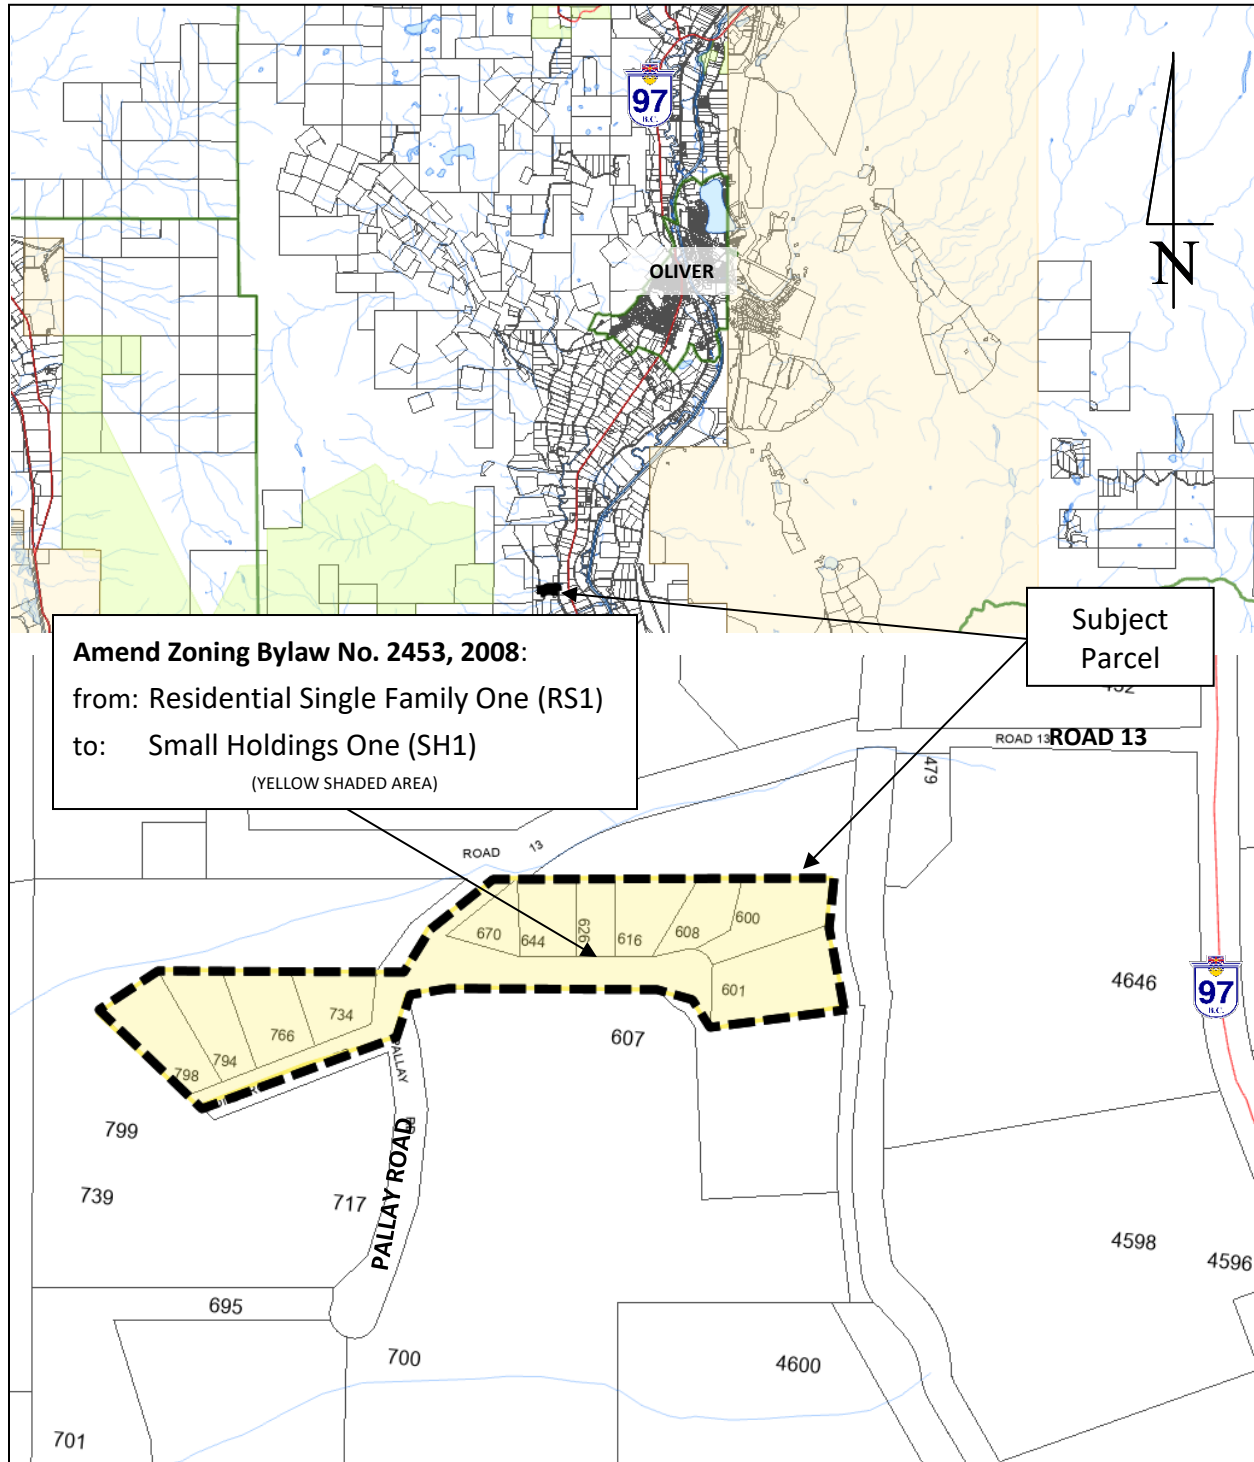 97
B.C.
OLIVER
N
Subject
Parcel
Amend Zoning Bylaw No. 2453, 2008:
from: Residential Single Family One (RS1)
to: Small Holdings One (SH1)
(YELLOW SHADED AREA)
ROAD 13
ROAD 13
479
ROAD 13
670
644
626
616
608
600
601
734
766
794
798
607
PALLAY
RD
PALLAY ROAD
4646
97
B.C.
799
739
717
695
700
701
4598
4596
4600